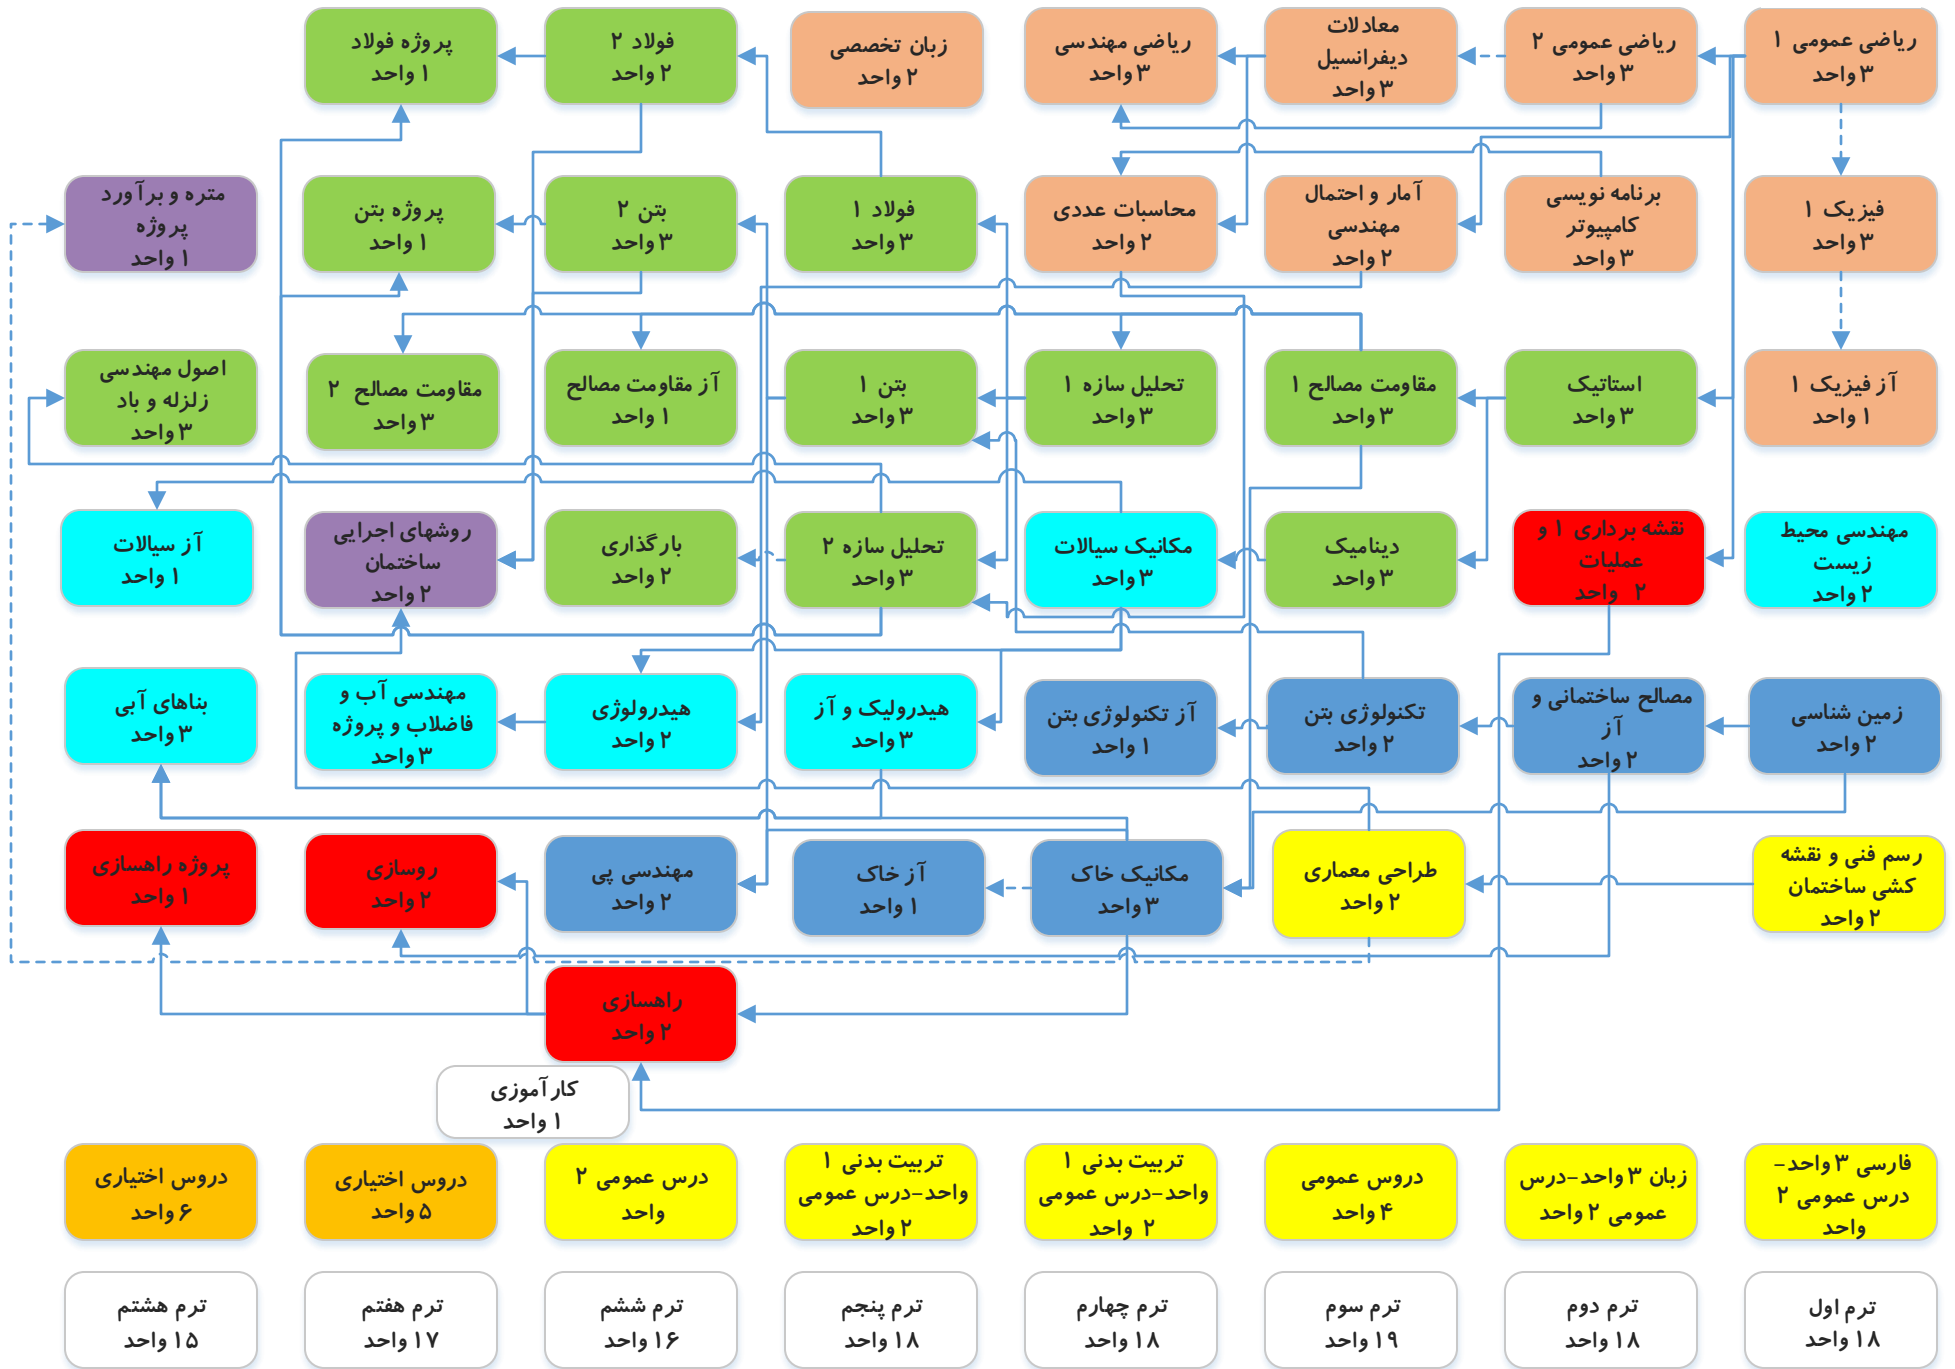 ریاضی عمومی ۱
۳ واحد
ریاضی عمومی ۲
۳ واحد
معادلات
دیفرانسیل
۳ واحد
ریاضی مهندسی
۳ واحد
زبان تخصصی
۲ واحد
فولاد ۲
۲ واحد
پروژه فولاد
۱ واحد
فیزیک ۱
۳ واحد
برنامه نویسی
کامپیوتر
۳ واحد
آمار و احتمال
مهندسی
۲ واحد
محاسبات عددی
۲ واحد
فولاد ۱
۳ واحد
بتن ۲
۳ واحد
پروژه بتن
۱ واحد
متره و برآورد
پروژه
۱ واحد
آز فیزیک ۱
۱ واحد
استاتیک
۳ واحد
مقاومت مصالح ۱
۳ واحد
تحلیل سازه ۱
۳ واحد
بتن ۱
۳ واحد
آز مقاومت مصالح
۱ واحد
مقاومت مصالح ۲
۳ واحد
اصول مهندسی
زلزله و باد
۳ واحد
مهندسی محیط
زیست
۲ واحد
نقشه برداری ۱ و
عملیات
۲ واحد
دینامیک
۳ واحد
مکانیک سیالات
۳ واحد
تحلیل سازه ۲
۳ واحد
بارگذاری
۲ واحد
روشهای اجرایی
ساختمان
۲ واحد
آز سیالات
۱ واحد
زمین شناسی
۲ واحد
مصالح ساختمانی و
آز
۲ واحد
تکنولوژی بتن
۲ واحد
آز تکنولوژی بتن
۱ واحد
هیدرولیک و آز
۳ واحد
هیدرولوژی
۲ واحد
مهندسی آب و
فاضلاب و پروژه
۳ واحد
بناهای آبی
۳ واحد
رسم فنی و نقشه
کشی ساختمان
۲ واحد
طراحی معماری
۲ واحد
مکانیک خاک
۳ واحد
آز خاک
۱ واحد
مهندسی پی
۲ واحد
روسازی
۲ واحد
پروژه راهسازی
۱ واحد
راهسازی
۲ واحد
کارآموزی
۱ واحد
فارسی ۳ واحد-
درس عمومی ۲
واحد
زبان ۳ واحد-درس
عمومی ۲ واحد
دروس عمومی
۴ واحد
تربیت بدنی ۱
واحد-درس عمومی
۲ واحد
تربیت بدنی ۱
واحد-درس عمومی
۲ واحد
درس عمومی ۲
واحد
دروس اختیاری
۵ واحد
دروس اختیاری
۶ واحد
ترم اول
۱۸ واحد
ترم دوم
۱۸ واحد
ترم سوم
۱۹ واحد
ترم چهارم
۱۸ واحد
ترم پنجم
۱۸ واحد
ترم ششم
۱۶ واحد
ترم هفتم
۱۷ واحد
ترم هشتم
۱۵ واحد